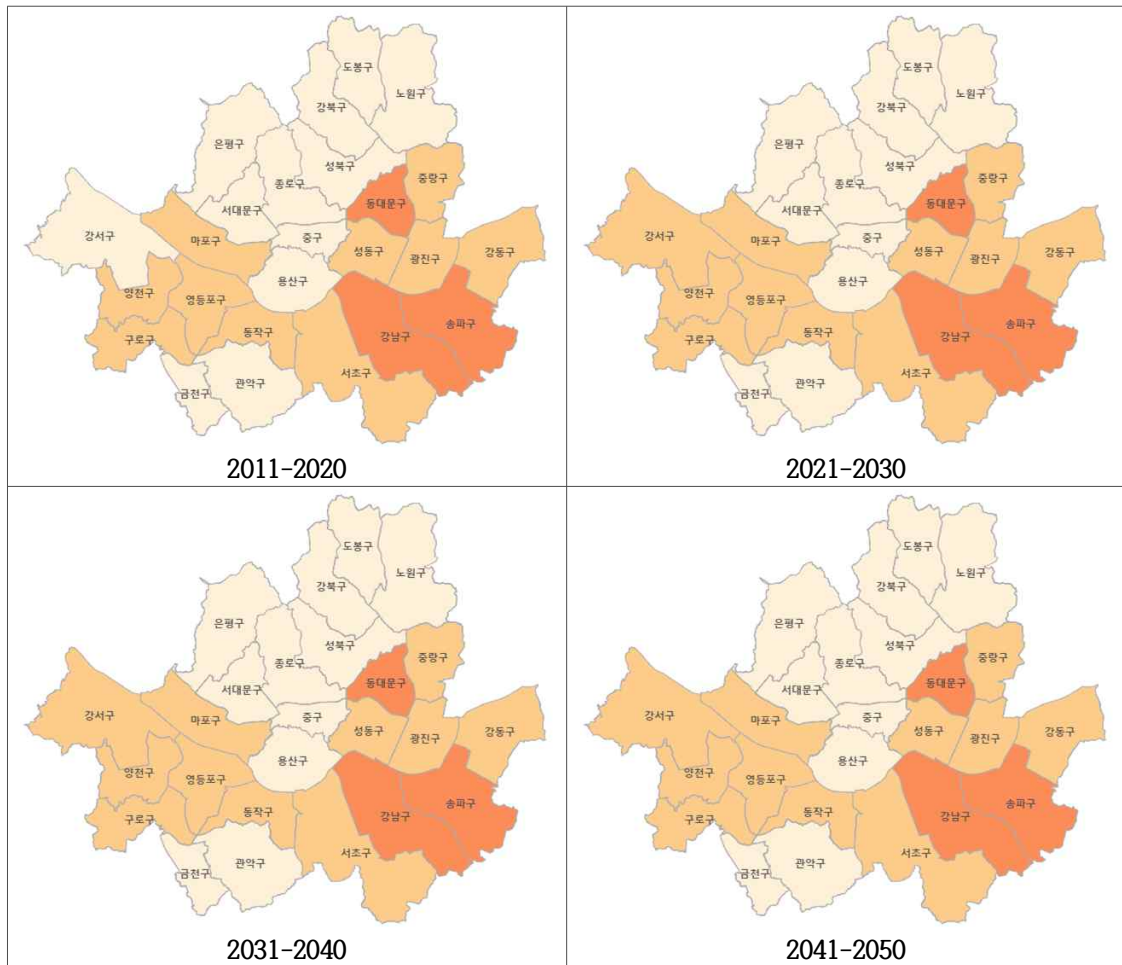 도봉구
노원구
강북구
은평구
성북구
중랑구
종로구
동대문구
서대문구
강서구
마포구
중구
성동구
광진구
강동구
용산구
양천구
영등포구
송파구
구로구
동작구
강남구
서초구
금천구
관악구
2011-2020
도봉구
노원구
강북구
은평구
성북구
중랑구
종로구
동대문구
서대문구
강서구
마포구
중구
성동구
광진구
강동구
용산구
양천구
영등포구
송파구
구로구
동작구
강남구
서초구
금천구
관악구
2021-2030
도봉구
노원구
강북구
은평구
성북구
중랑구
종로구
동대문구
서대문구
강서구
마포구
중구
성동구
광진구
강동구
용산구
양천구
영등포구
송파구
구로구
동작구
강남구
서초구
금천구
관악구
2031-2040
도봉구
노원구
강북구
은평구
성북구
중랑구
종로구
동대문구
서대문구
강서구
마포구
중구
성동구
광진구
강동구
용산구
양천구
영등포구
송파구
구로구
동작구
강남구
서초구
금천구
관악구
2041-2050